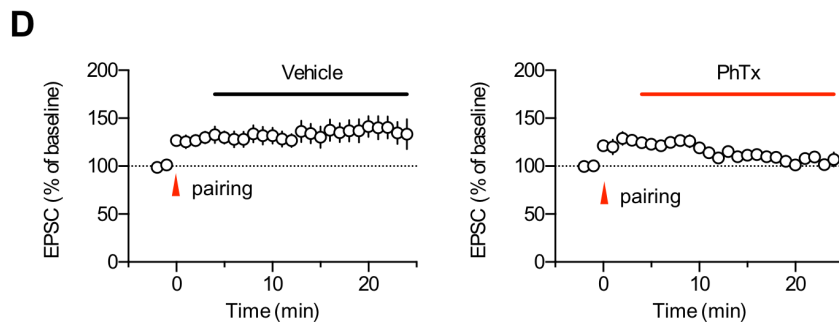 D
Vehicle
EPSC (% of baseline)
200
150
100
50
0
pairing
0
10
20
Time (min)
PhTx
EPSC (% of baseline)
200
150
100
50
0
pairing
0
10
20
Time (min)